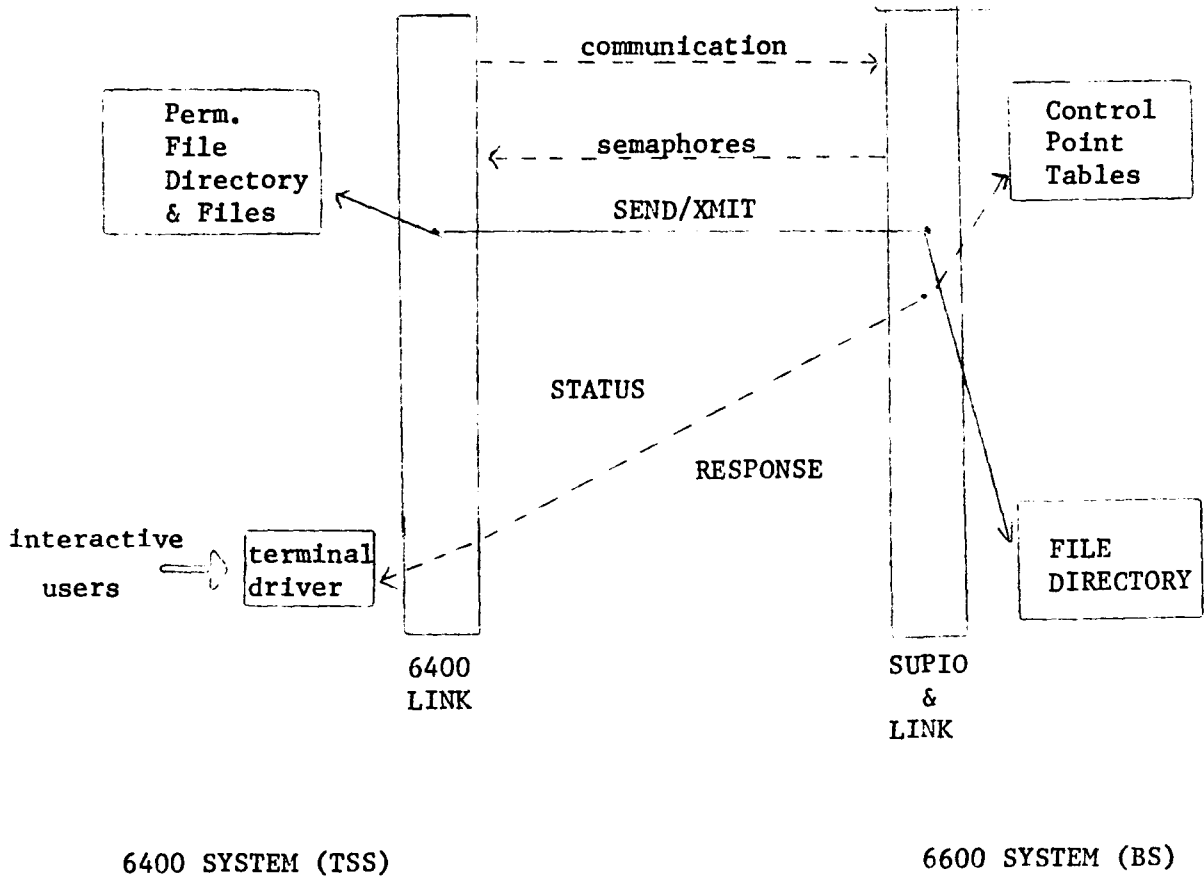 communication
Perm.
File
Directory
& Files
semaphores
Control
Point
Tables
SEND/XMIT
STATUS
RESPONSE
interactive
users
terminal
driver
FILE
DIRECTORY
6400
LINK
SUPIO
&
LINK
6400 SYSTEM (TSS)
6600 SYSTEM (BS)